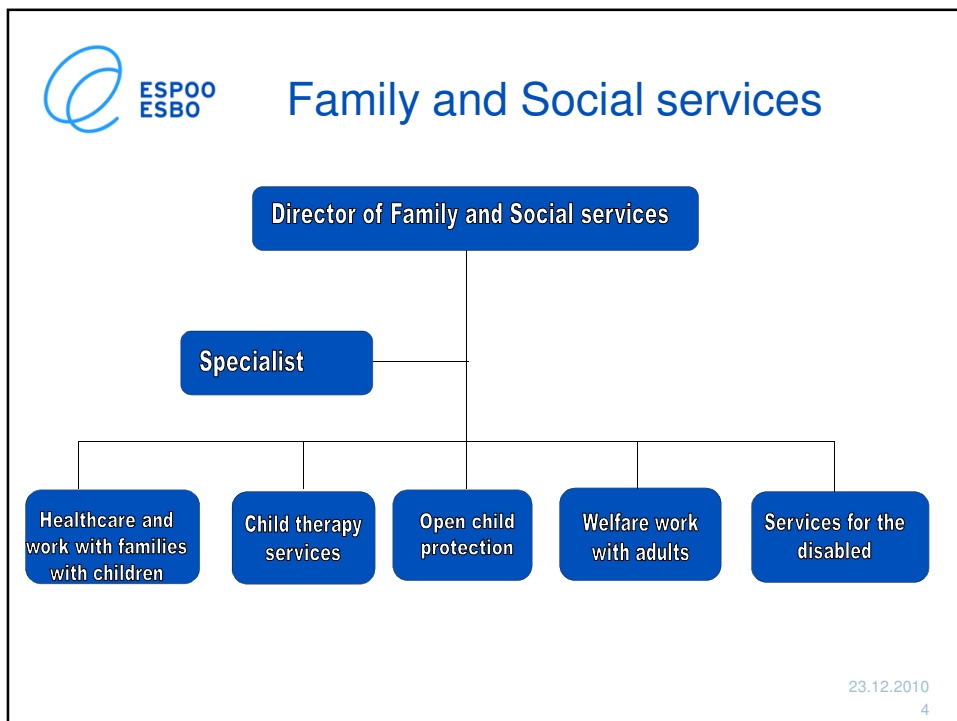 ESPOO
ESBO
Family and Social services
Director of Family and Social services
Specialist
Healthcare and
work with families
with children
Child therapy
services
Open child
protection
Welfare work
with adults
Services for the
disabled
23.12.2010
4